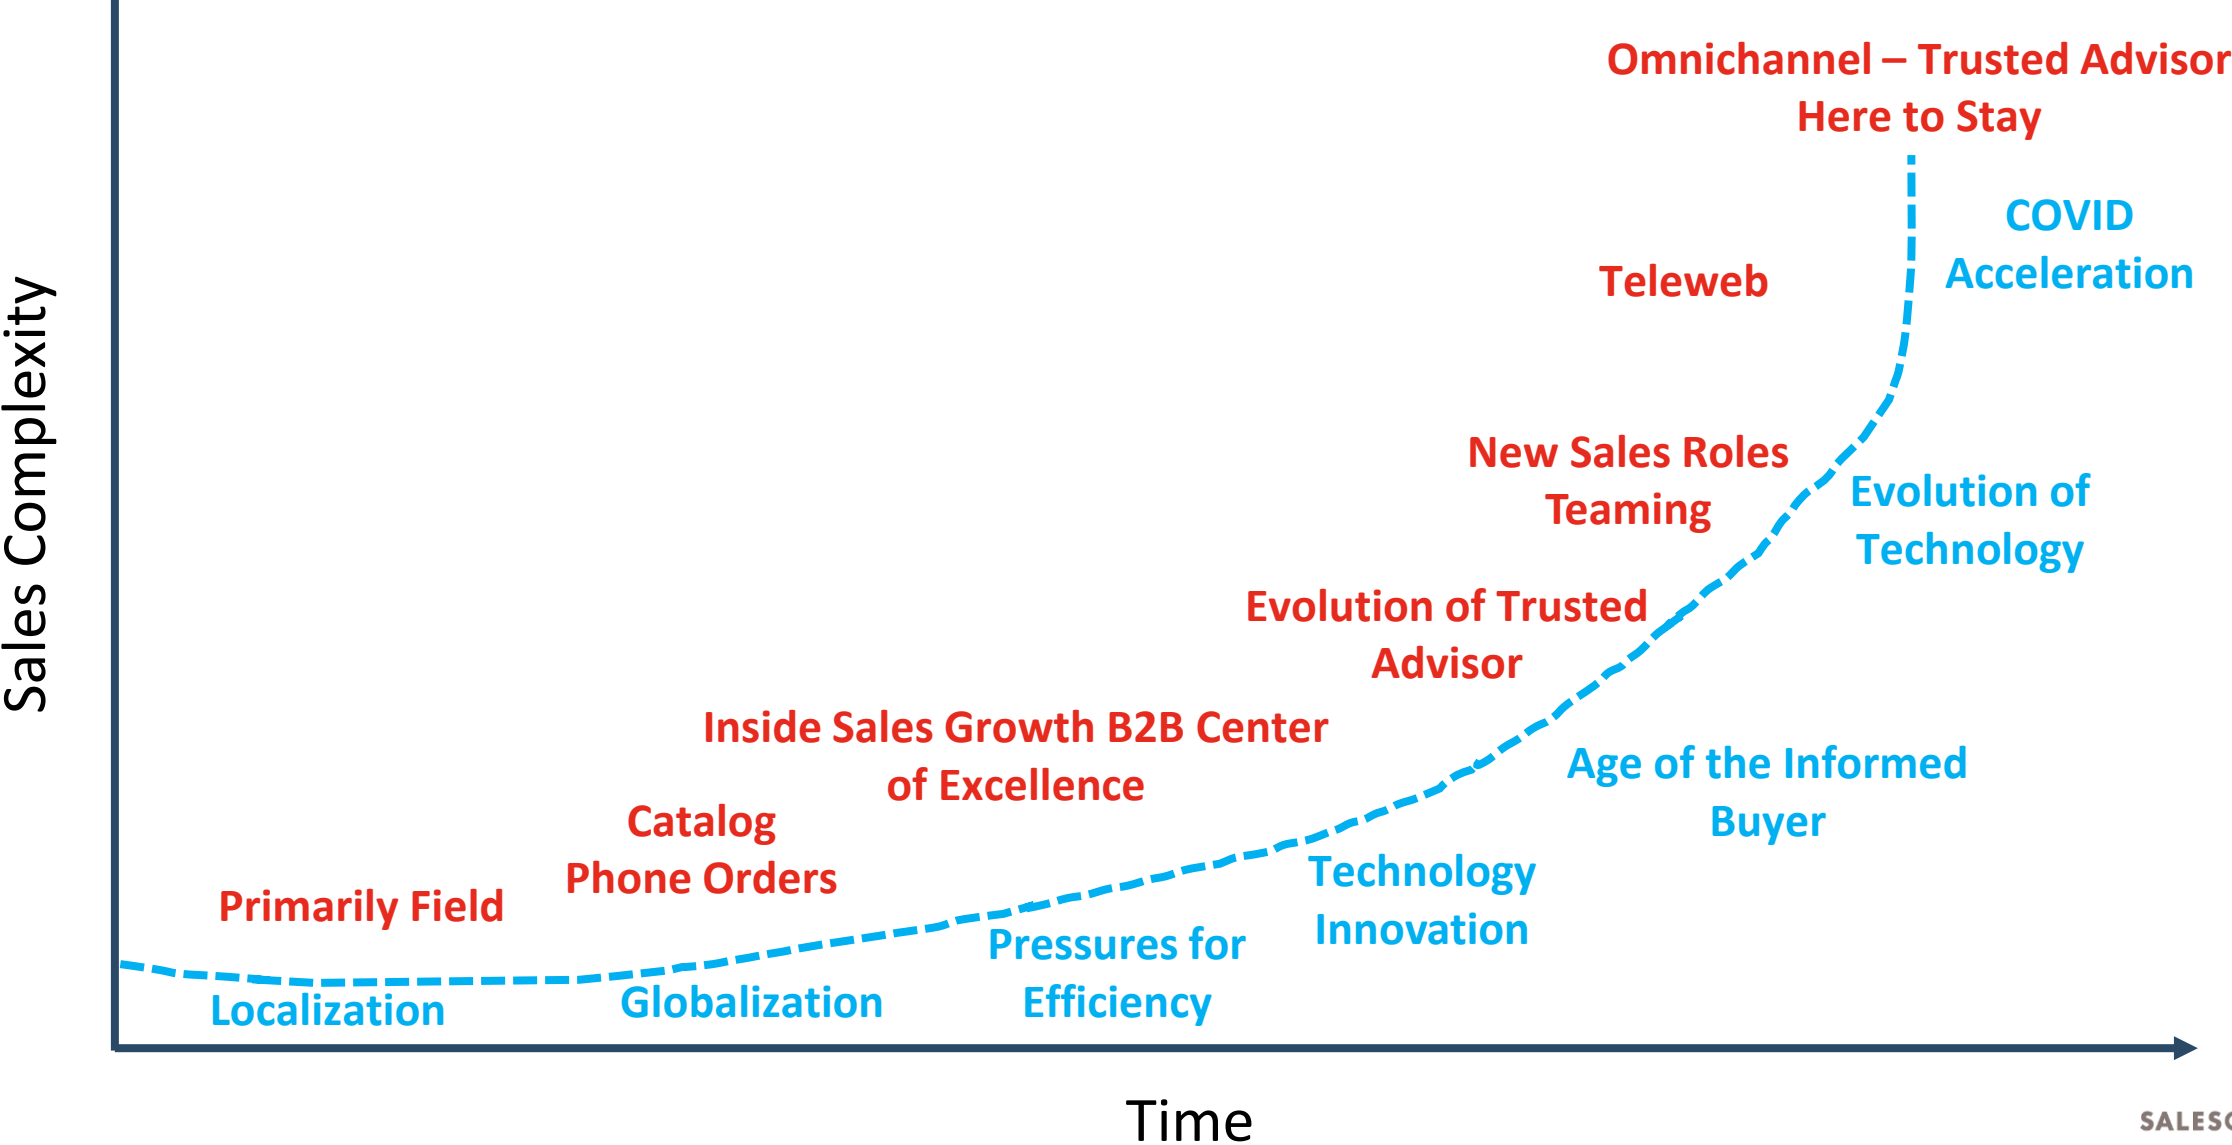 Omnichannel – Trusted Advisor
Here to Stay
COVID
Acceleration
Teleweb
New Sales Roles
Teaming
Evolution of
Technology
Evolution of Trusted
Advisor
Inside Sales Growth B2B Center
of Excellence
Age of the Informed
Buyer
Catalog
Phone Orders
Technology
Innovation
Primarily Field
Pressures for
Efficiency
Localization
Globalization
Sales Complexity
Time